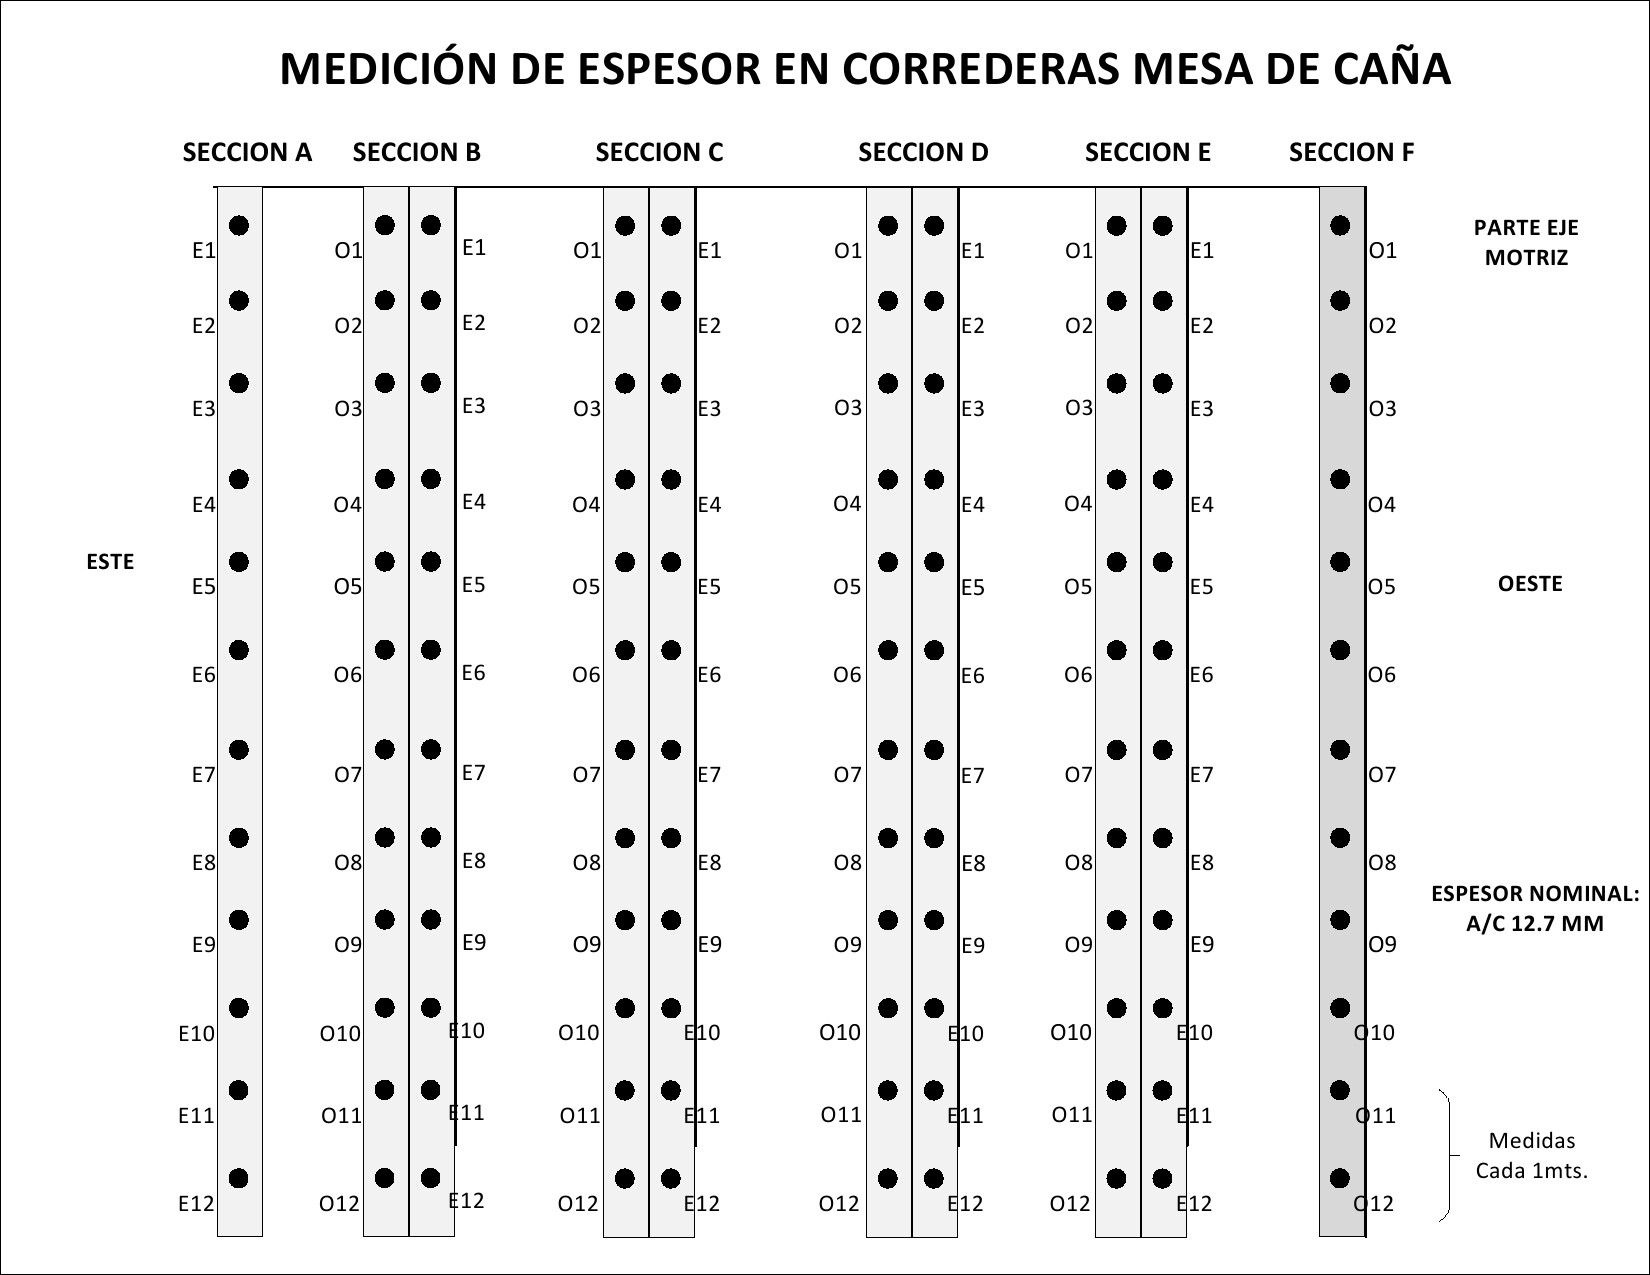 MEDICIÓN DE ESPESOR EN CORREDERAS MESA DE CAÑA
SECCION A SECCION B SECCION C SECCION D SECCION E SECCION F
PARTE EJE
MOTRIZ
E1 O1 E1 O1 E1 O1 E1 O1 E1 O1
E2 O2 E2 O2 E2 O2 E2 O2 E2 O2
E3 O3 E3 O3 E3 O3 E3 O3 E3 O3
E4 O4 E4 O4 E4 O4 E4 O4 E4 O4
ESTE
OESTE
E5 O5 E5 O5 E5 O5 E5 O5 E5 O5
E6 O6 E6 O6 E6 O6 E6 O6 E6 O6
E7 O7 E7 O7 E7 O7 E7 O7 E7 O7
E8 O8 E8 O8 E8 O8 E8 O8 E8 O8
ESPESOR NOMINAL:
A/C 12.7 MM
E9 O9 E9 O9 E9 O9 E9 O9 E9 O9
E10 O10 E10 O10 E10 O10 E10 O10 E10 O10
E11 O11 E11 O11 E11 O11 E11 O11 E11 O11
Medidas
Cada 1mts.
E12 O12 E12 O12 E12 O12 E12 O12 E12 O12